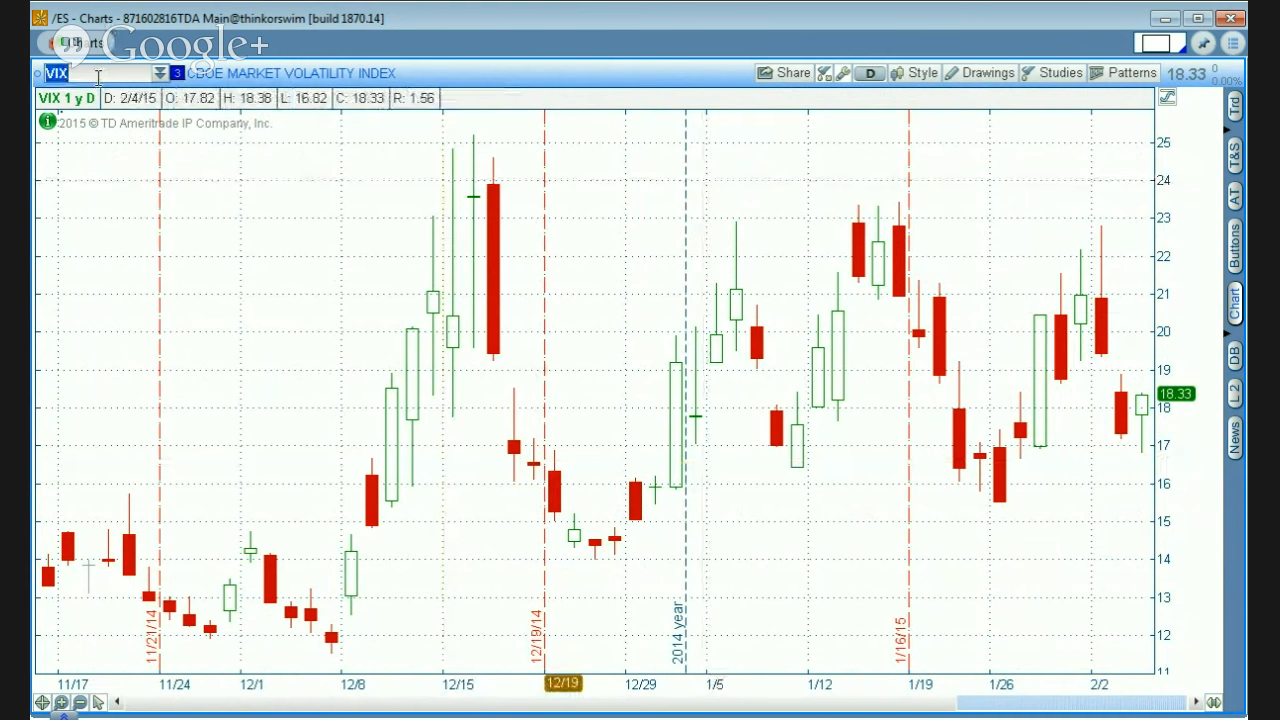 /ES - Charts - 871602816TDA Main@thinkorswim [build 1870.14]
Charts
Google+
VIX 3 CBOE MARKET VOLATILITY INDEX Share D Style Drawings Studies Patterns 18.33 0 0.00%
VIX 1 y D D: 2/4/15 O: 17.82 H: 18.38 L: 16.82 C: 18.33 R: 1.56
2015 © TD Ameritrade IP Company, Inc.
25
24
23
22
21
20
19
18.33
18
17
16
15
14
13
12
11
11/21/14
12/19/14
2014 year
1/16/15
11/17 11/24 12/1 12/8 12/15 12/19 12/29 1/5 1/12 1/19 1/26 2/2
Trd
T&S
AT
Buttons
Chart
DB
L 2
News